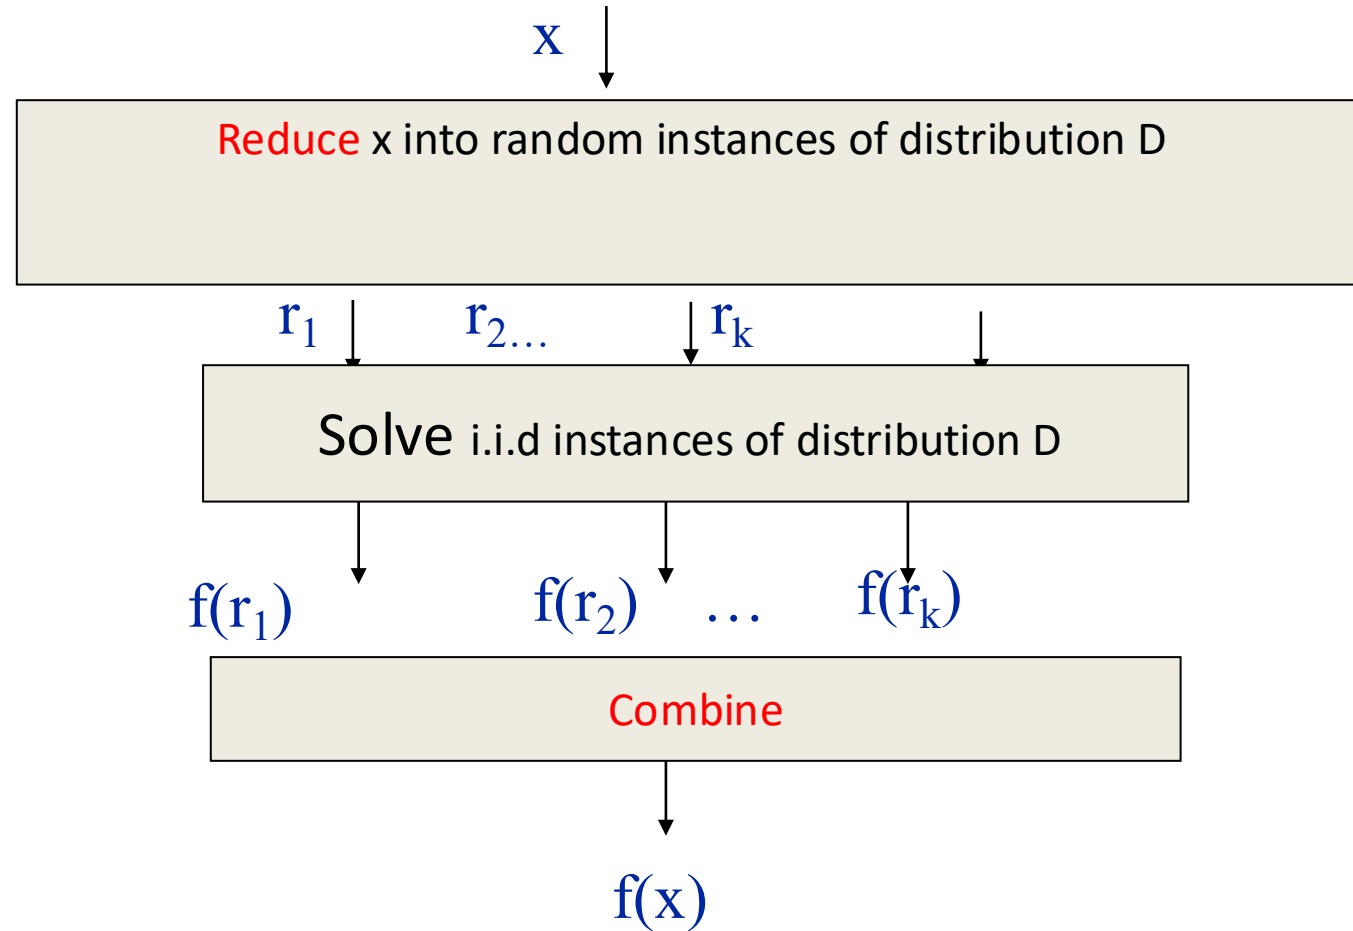 x
Reduce x into random instances of distribution D
r₁ r₂… rₖ
Solve i.i.d instances of distribution D
f(r₁) f(r₂) … f(rₖ)
Combine
f(x)